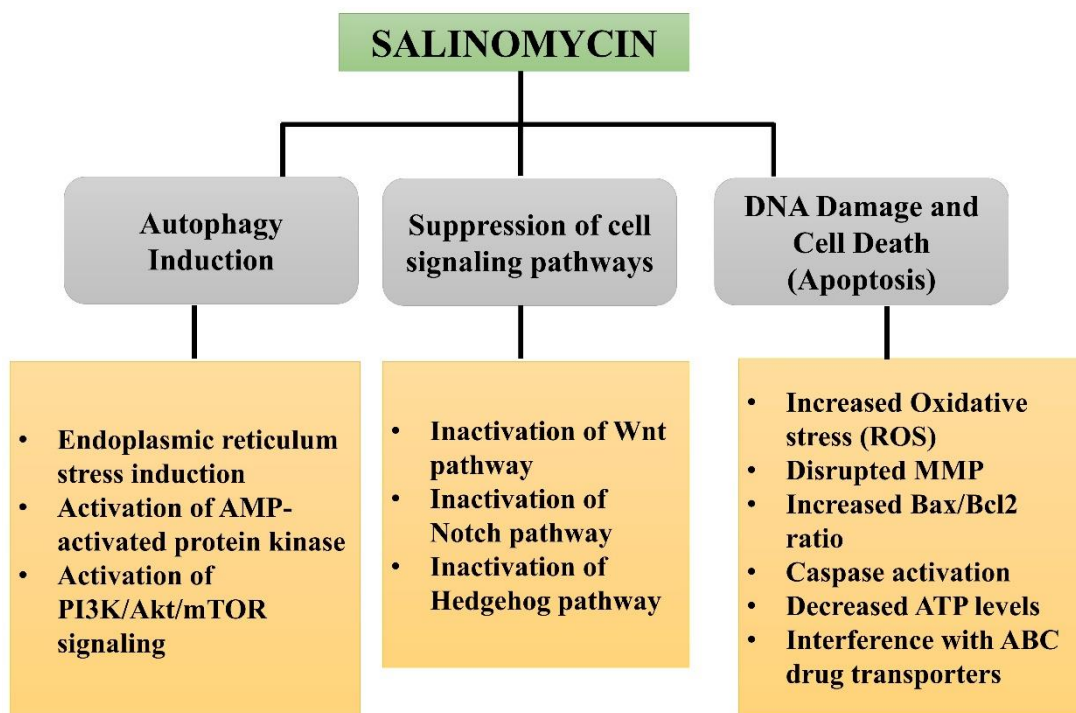 SALINOMYCIN
Autophagy
Induction
Suppression of cell
signaling pathways
DNA Damage and
Cell Death
(Apoptosis)
• Endoplasmic reticulum
stress induction
• Activation of AMP-
activated protein kinase
• Activation of
PI3K/Akt/mTOR
signaling
• Inactivation of Wnt
pathway
• Inactivation of
Notch pathway
• Inactivation of
Hedgehog pathway
• Increased Oxidative
stress (ROS)
• Disrupted MMP
• Increased Bax/Bcl2
ratio
• Caspase activation
• Decreased ATP levels
• Interference with ABC
drug transporters